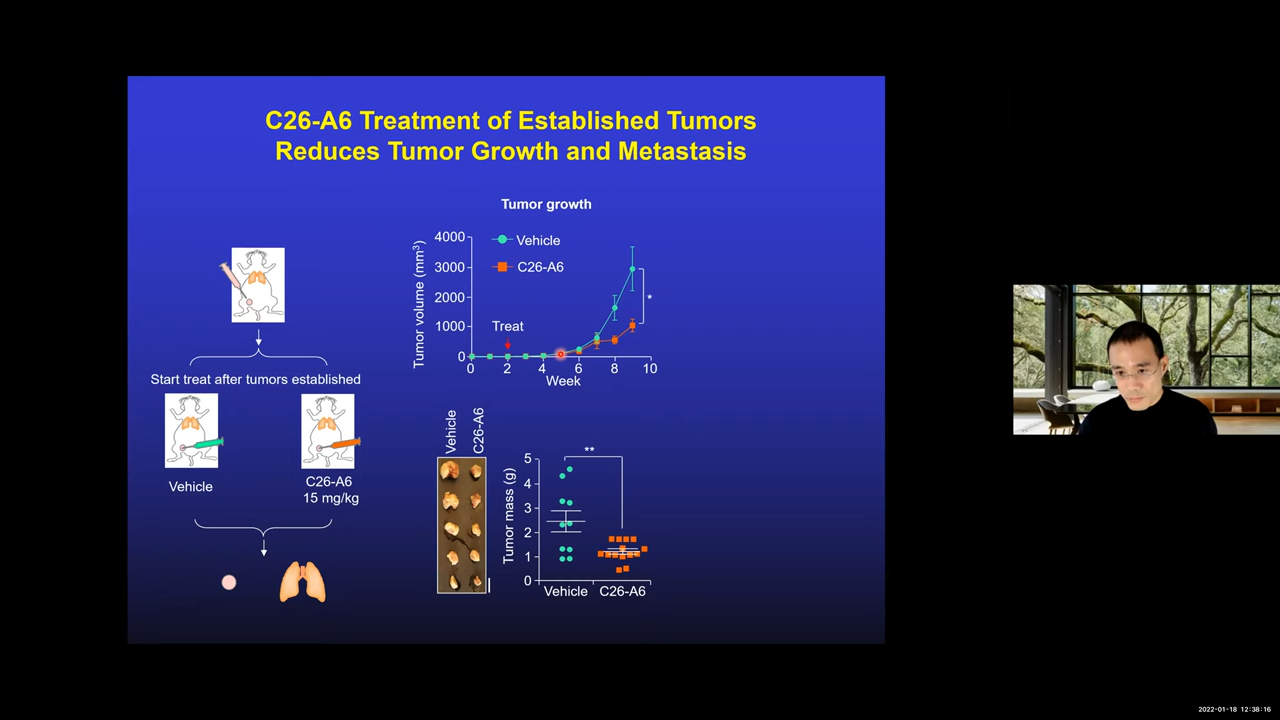 C26-A6 Treatment of Established Tumors
Reduces Tumor Growth and Metastasis
Start treat after tumors established
Vehicle
C26-A6
15 mg/kg
Tumor growth
Tumor volume (mm³)
4000
3000
2000
1000
0
Vehicle
C26-A6
Treat
*
0 2 4 6 8 10
Week
Vehicle
C26-A6
Tumor mass (g)
5
4
3
2
1
0
**
Vehicle C26-A6
2022-01-18 12:38:16